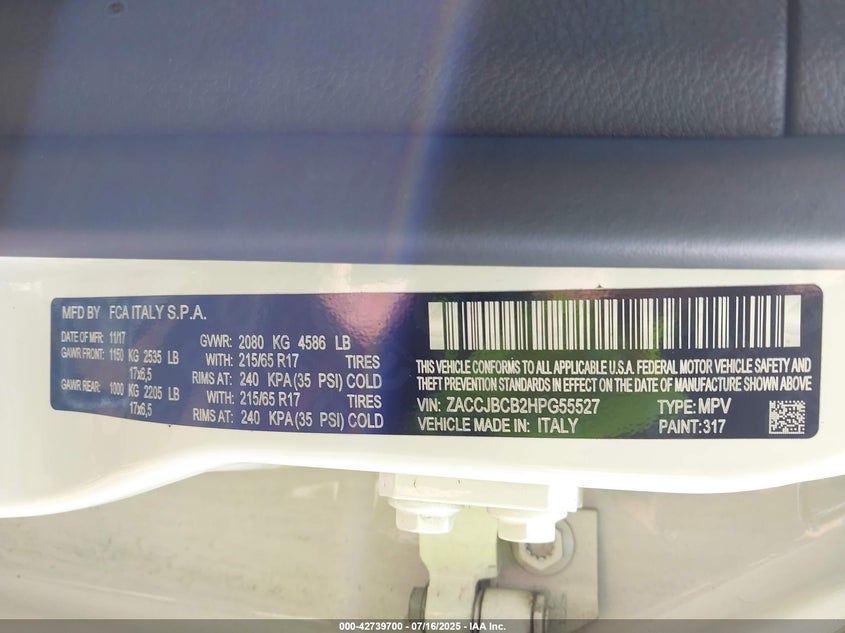 MFD BY FCA ITALY S.P.A.
DATE OF MFR: 11/17 GVWR: 2080 KG 4586 LB
GAWR FRONT: 1150 KG 2535 LB WITH: 215/65 R17 TIRES
17x6,5 RIMS AT: 240 KPA (35 PSI) COLD
GAWR REAR: 1000 KG 2205 LB WITH: 215/65 R17 TIRES
17x6,5 RIMS AT: 240 KPA (35 PSI) COLD
THIS VEHICLE CONFORMS TO ALL APPLICABLE U.S.A. FEDERAL MOTOR VEHICLE SAFETY AND
THEFT PREVENTION STANDARDS IN EFFECT ON THE DATE OF MANUFACTURE SHOWN ABOVE
VIN: ZACCJBCB2HPG55527 TYPE: MPV
VEHICLE MADE IN: ITALY PAINT: 317
000-42739700 - 07/16/2025 - IAA Inc.